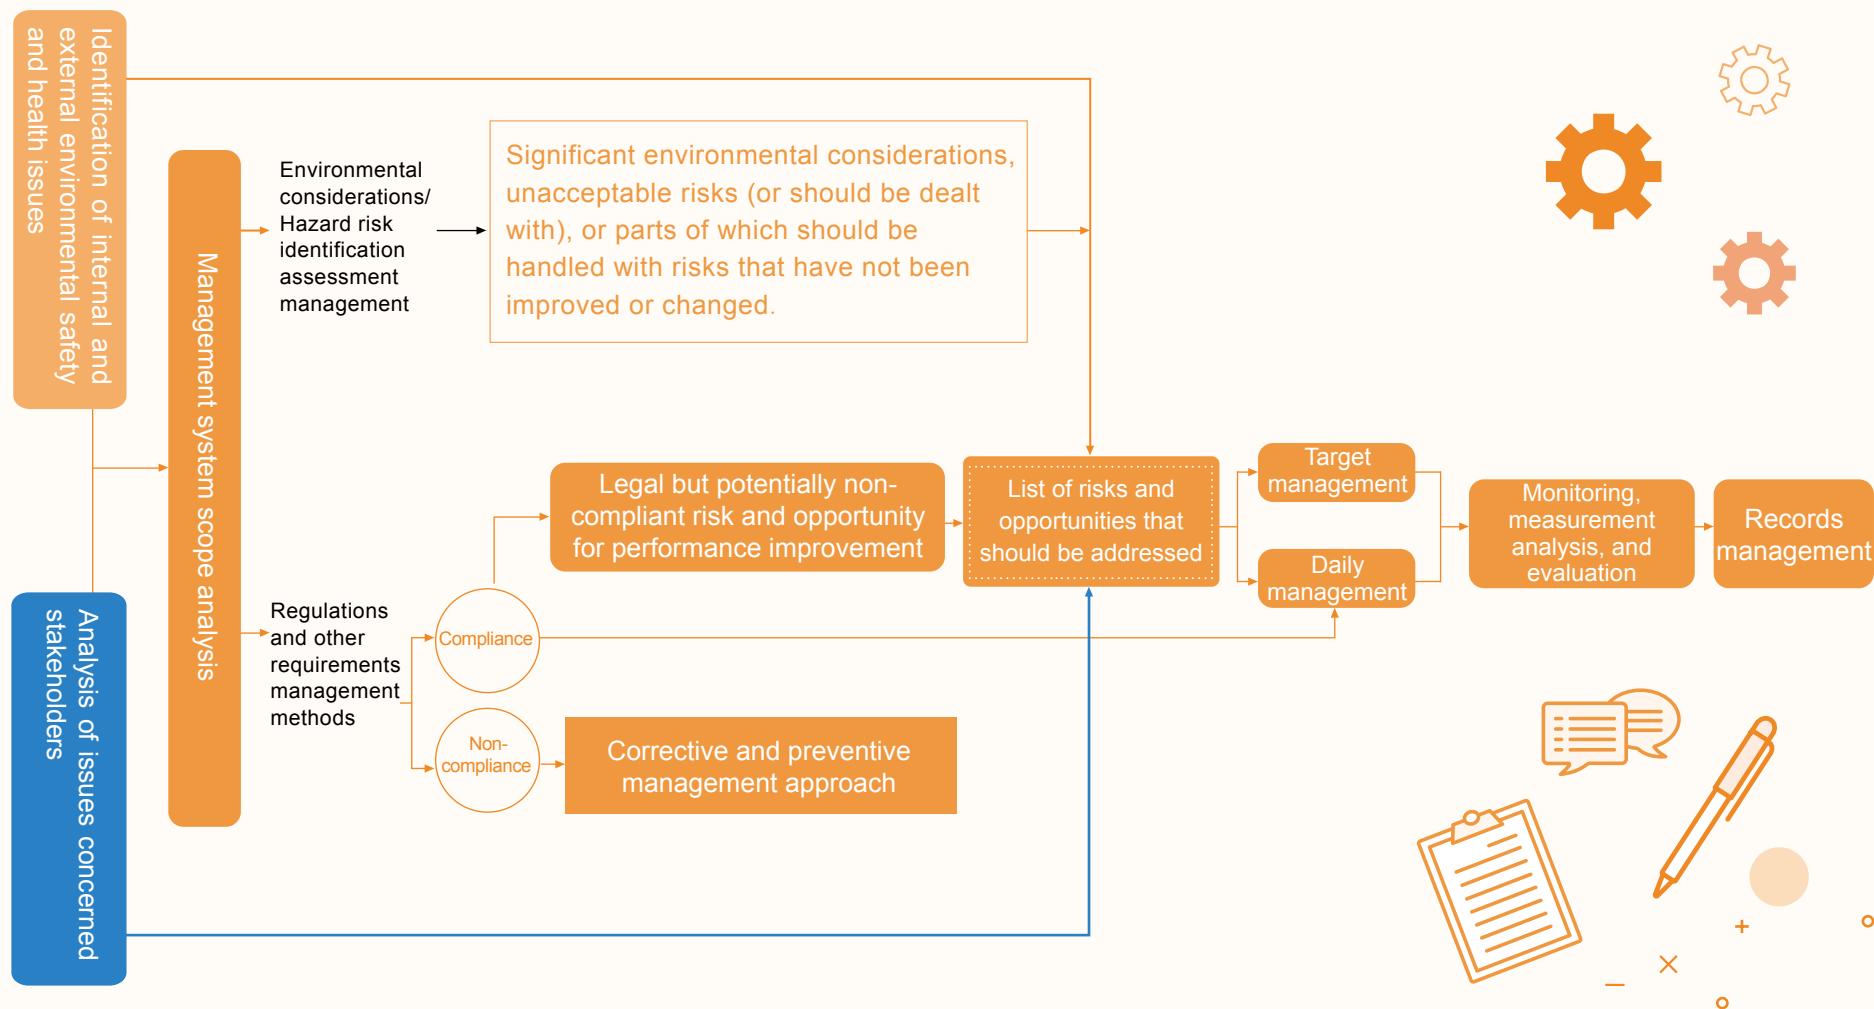 Identification of internal and
external environmental safety
and health issues
Analysis of issues concerned
stakeholders
Management system scope analysis
Environmental
considerations/
Hazard risk
identification
assessment
management
Significant environmental considerations,
unacceptable risks (or should be dealt
with), or parts of which should be
handled with risks that have not been
improved or changed.
Regulations
and other
requirements
management
methods
Compliance
Non-
compliance
Legal but potentially non-
compliant risk and opportunity
for performance improvement
Corrective and preventive
management approach
List of risks and
opportunities that
should be addressed
Target
management
Daily
management
Monitoring,
measurement
analysis, and
evaluation
Records
management